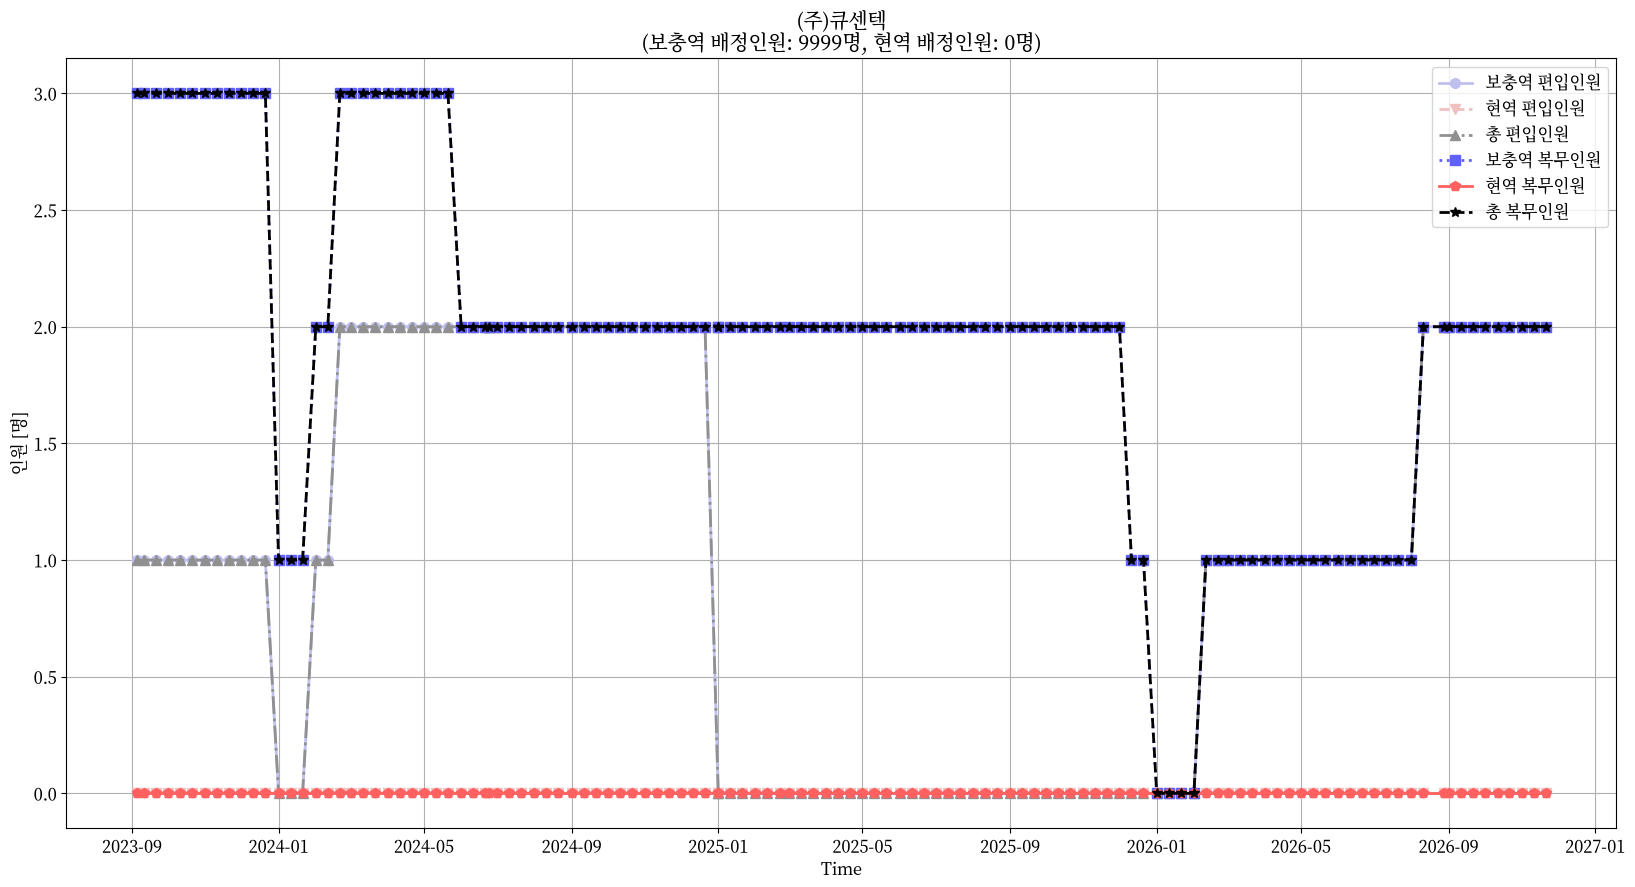 (주)큐센텍
(보충역 배정인원: 9999명, 현역 배정인원: 0명)
보충역 편입인원
현역 편입인원
총 편입인원
보충역 복무인원
현역 복무인원
총 복무인원
인원 [명]
3.0
2.5
2.0
1.5
1.0
0.5
0.0
2023-09 2024-01 2024-05 2024-09 2025-01 2025-05 2025-09 2026-01 2026-05 2026-09 2027-01
Time